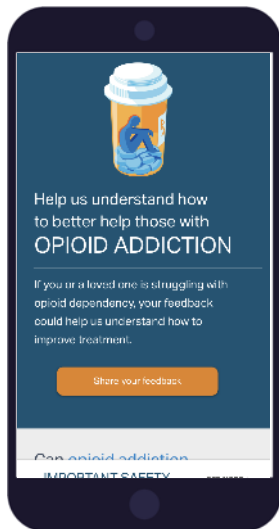 Help us understand how
to better help those with
OPIOID ADDICTION
If you or a loved one is struggling with
opioid dependency, your feedback
could help us understand how to
improve treatment.
Share your feedback
Can opioid addiction
IMPORTANT SAFETY